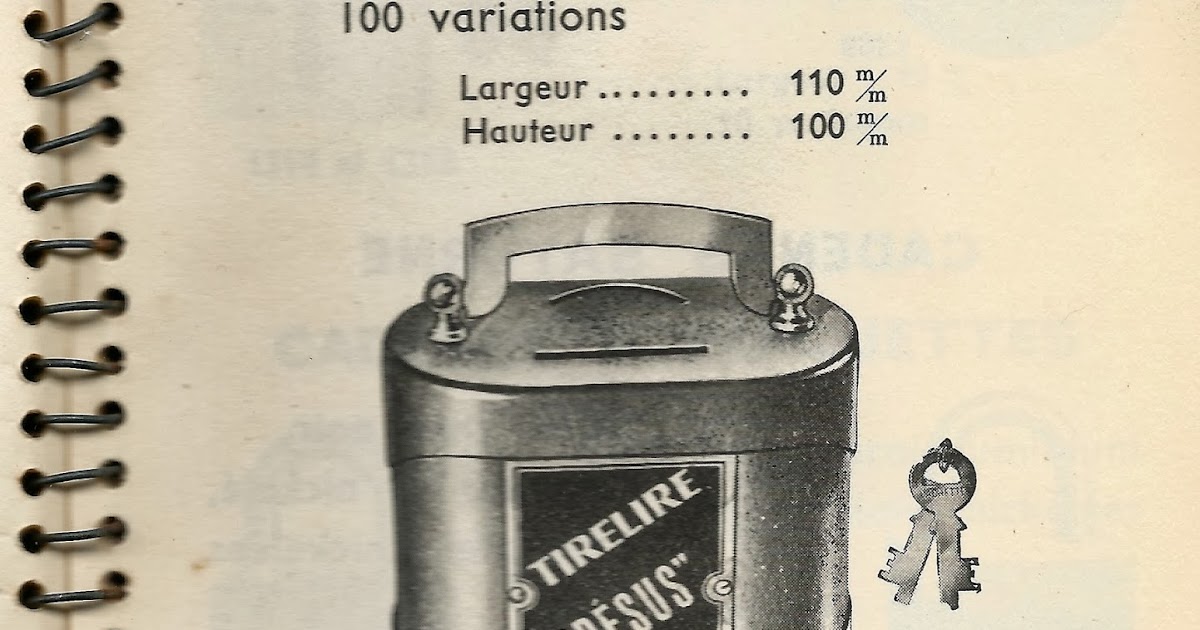 100 variations
Largeur ......... 110 m/m
Hauteur ........ 100 m/m
TIRELIRE